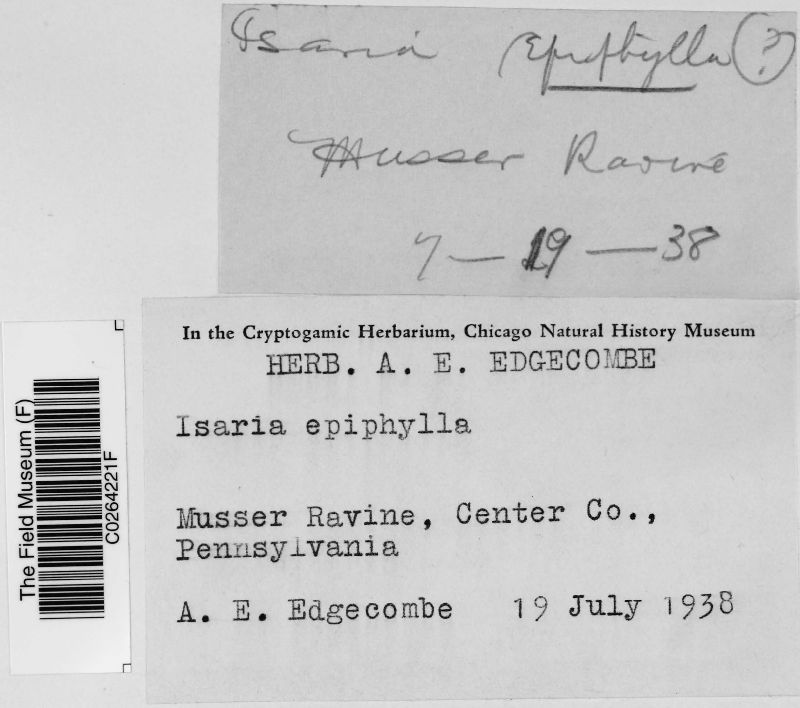 Isaria epiphylla (?)
Musser Ravine
7-19-38
In the Cryptogamic Herbarium, Chicago Natural History Museum
HERB. A. E. EDGECOMBE
Isaria epiphylla
Musser Ravine, Center Co.,
Pennsylvania
A. E. Edgecombe 19 July 1938
The Field Museum (F)
C0264221F